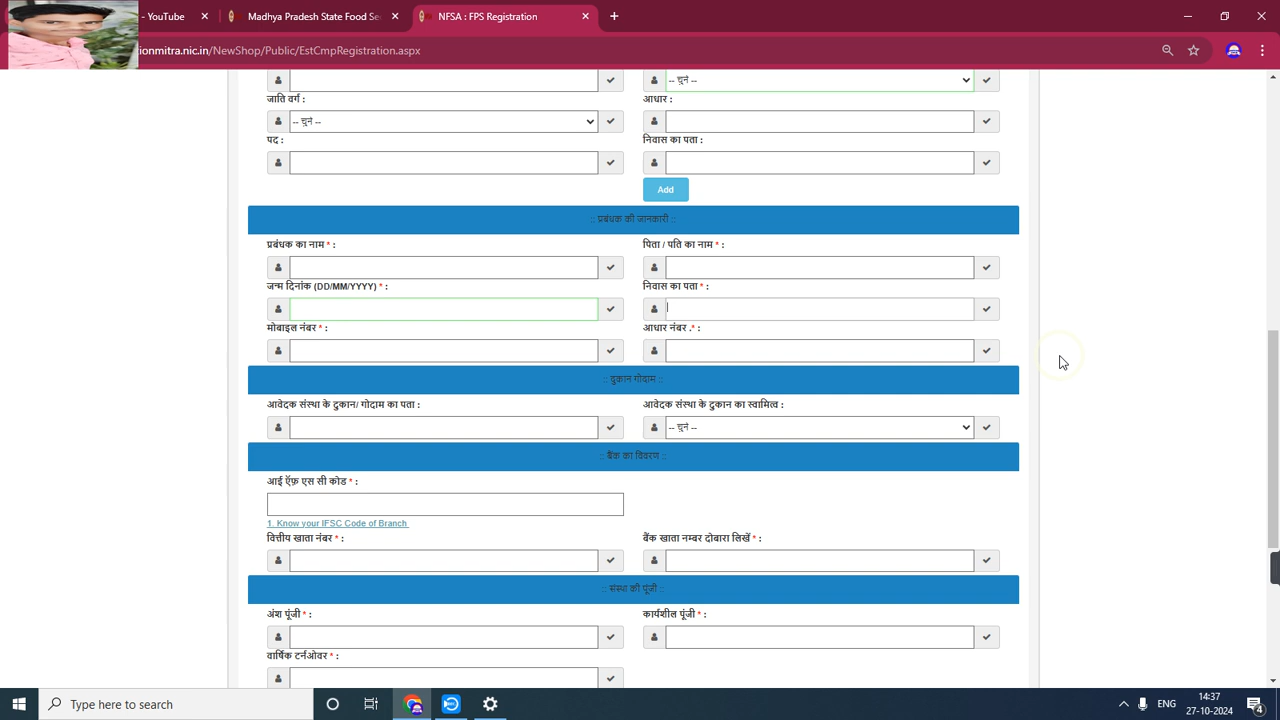 - YouTube
Madhya Pradesh State Food Se
NFSA : FPS Registration
ionmitra.nic.in/NewShop/Public/EstCmpRegistration.aspx
-- चुनें --
जाति वर्ग :
आधार :
-- चुनें --
पद :
निवास का पता :
Add
:: प्रबंधक की जानकारी ::
प्रबंधक का नाम * :
पिता / पति का नाम * :
जन्म दिनांक (DD/MM/YYYY) * :
निवास का पता * :
मोबाइल नंबर * :
आधार नंबर .* :
:: दुकान गोदाम ::
आवेदक संस्था के दुकान/ गोदाम का पता :
आवेदक संस्था के दुकान का स्वामित्व :
-- चुनें --
:: बैंक का विवरण ::
आई ऍफ़ एस सी कोड * :
1. Know your IFSC Code of Branch
वित्तीय खाता नंबर * :
बैंक खाता नम्बर दोबारा लिखें * :
:: संस्था की पूंजी ::
अंश पूंजी * :
कार्यशील पूंजी * :
वार्षिक टर्नओवर * :
Type here to search
ENG
14:37
27-10-2024
4